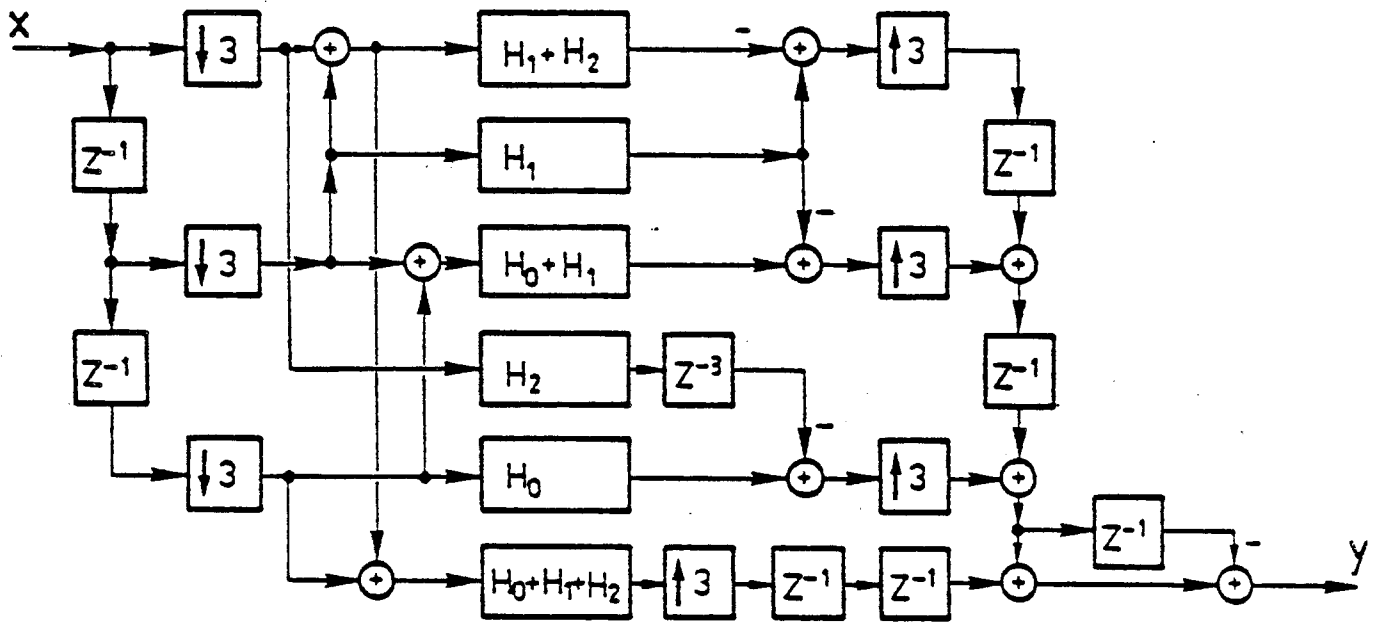 X
↓3
+
H₁+H₂
-
+
↑3
Z⁻¹
H₁
Z⁻¹
-
↓3
+
H₀+H₁
+
↑3
+
Z⁻¹
H₂
Z⁻³
Z⁻¹
-
↓3
H₀
+
↑3
+
Z⁻¹
-
y
+
H₀+H₁+H₂
↑3
Z⁻¹
Z⁻¹
+
+